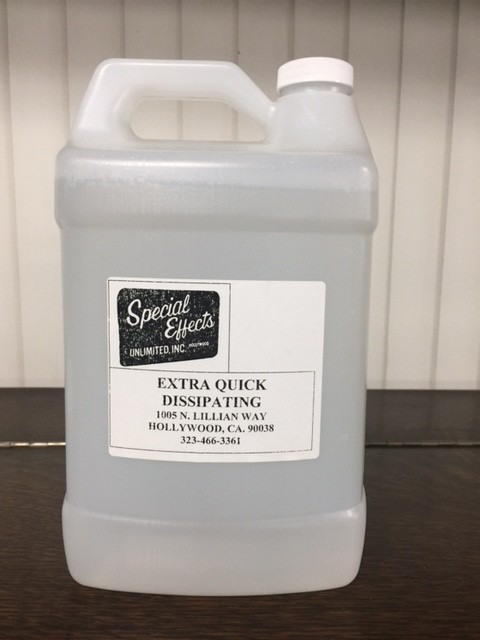 Special
Effects
UNLIMITED, INC. HOLLYWOOD
EXTRA QUICK
DISSIPATING
1005 N. LILLIAN WAY
HOLLYWOOD, CA. 90038
323-466-3361